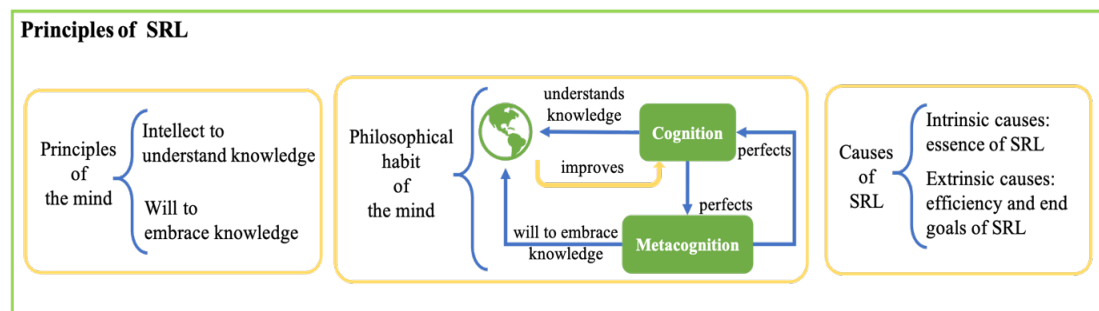 Principles of SRL
Principles
of
the mind
Intellect to
understand knowledge
Will to
embrace knowledge
Philosophical
habit
of
the mind
understands
knowledge
Cognition
improves
perfects
perfects
will to embrace
knowledge
Metacognition
Causes
of
SRL
Intrinsic causes:
essence of SRL
Extrinsic causes:
efficiency and end
goals of SRL